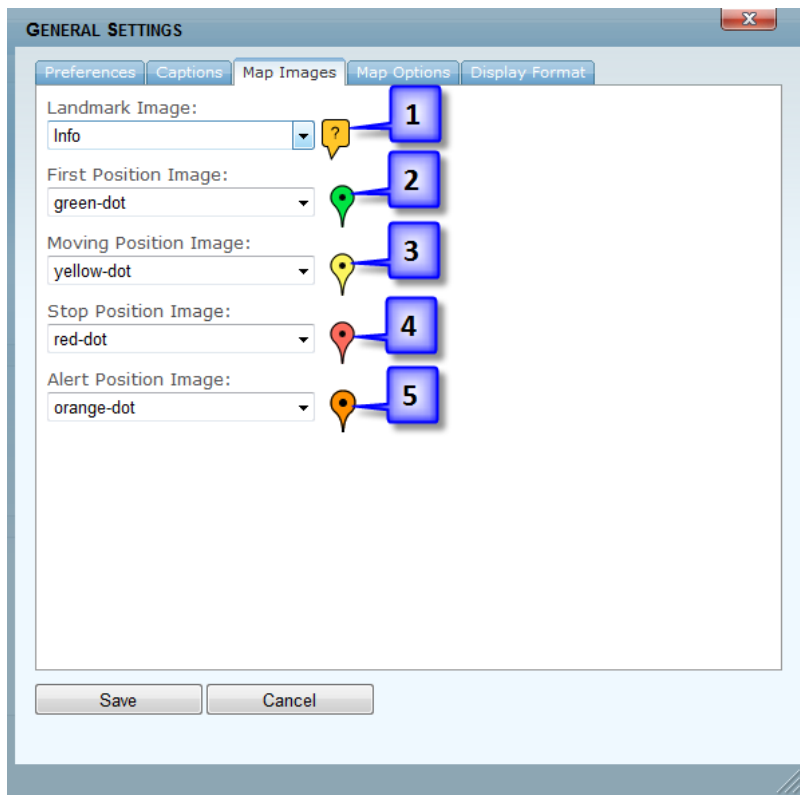 GENERAL SETTINGS
X
Preferences Captions Map Images Map Options Display Format
Landmark Image:
Info ? 1
First Position Image:
green-dot 2
Moving Position Image:
yellow-dot 3
Stop Position Image:
red-dot 4
Alert Position Image:
orange-dot 5
Save Cancel